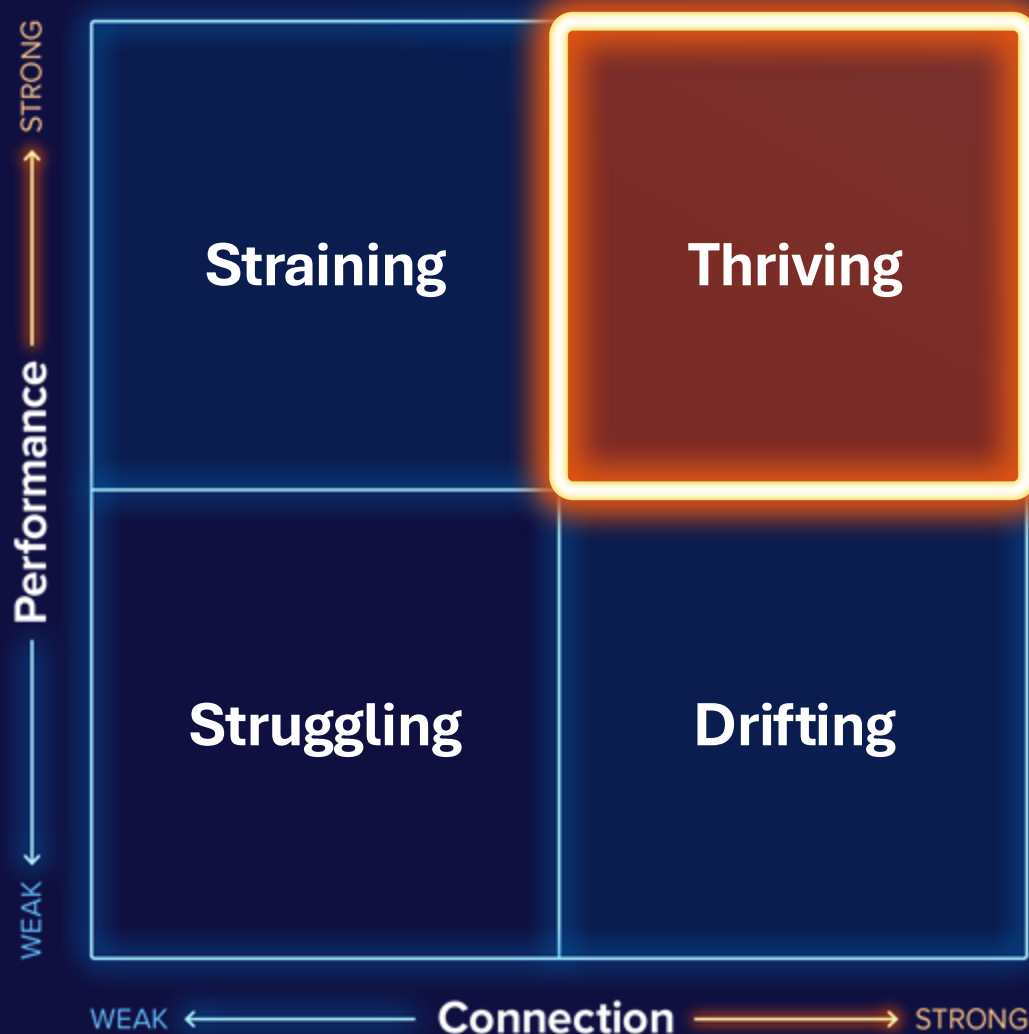 STRONG
Straining
Thriving
Performance
Struggling
Drifting
WEAK
WEAK
Connection
STRONG